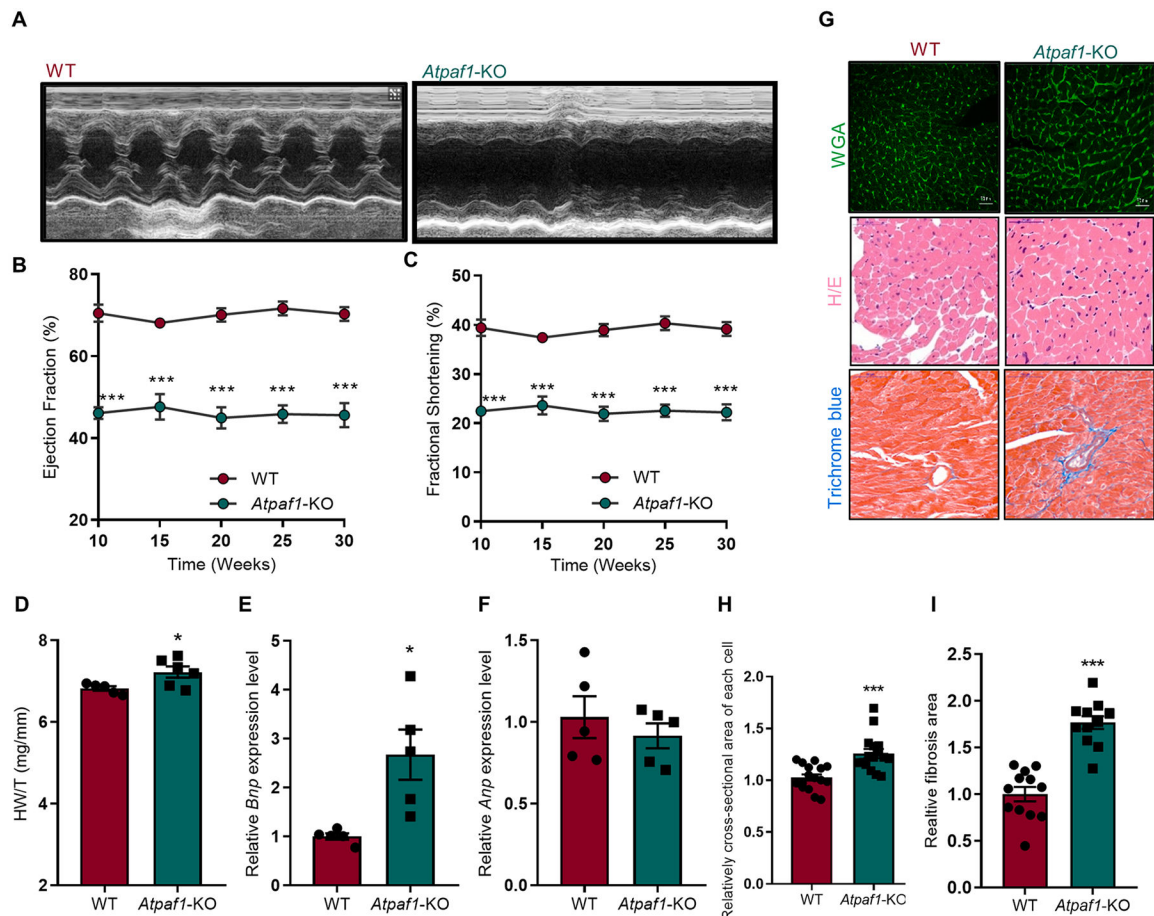 A
WT
Atpaf1-KO
G
WT
Atpaf1-KO
WGA
H/E
Trichrome blue
B
Ejection Fraction (%)
80
60
40
20
*** *** *** *** ***
WT
Atpaf1-KO
10 15 20 25 30
Time (Weeks)
C
Fractional Shortening (%)
50
40
30
20
10
0
*** *** *** *** ***
WT
Atpaf1-KO
10 15 20 25 30
Time (Weeks)
D
HW/T (mg/mm)
8
6
4
2
*
WT Atpaf1-KO
E
Relative Bnp expression level
5
4
3
2
1
0
*
WT Atpaf1-KO
F
Relative Anp expression level
1.5
1.0
0.5
0.0
WT Atpaf1-KO
H
Relatively cross-sectional area of each cell
2.0
1.5
1.0
0.5
0.0
***
WT Atpaf1-KO
I
Realtive fibrosis area
2.5
2.0
1.5
1.0
0.5
0.0
***
WT Atpaf1-KO